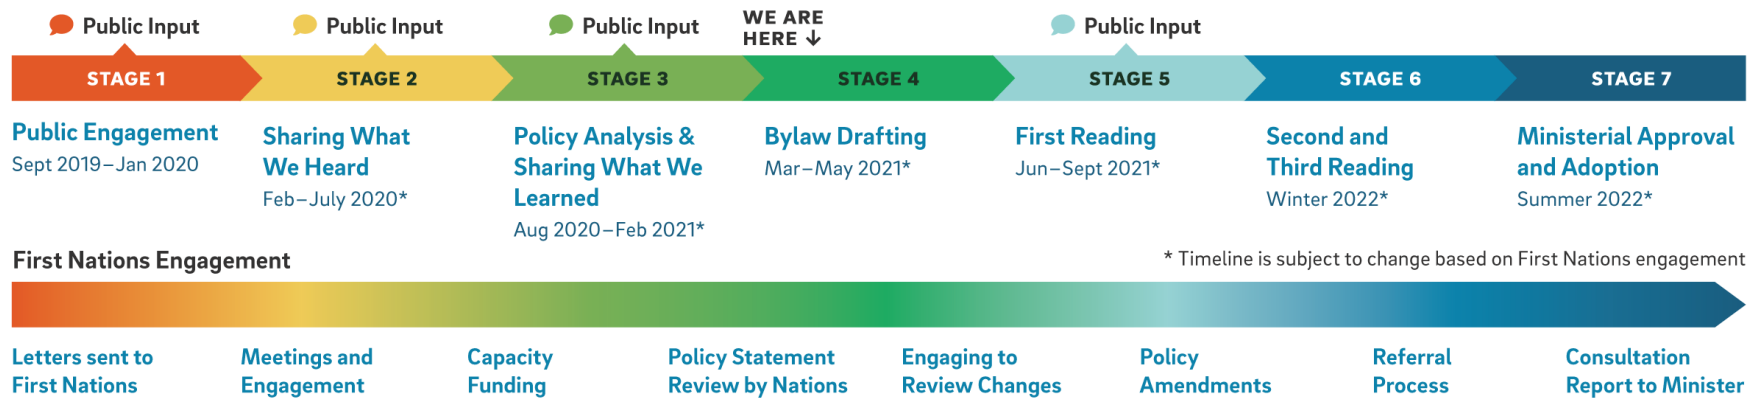 Public Input
Public Input
Public Input
WE ARE
HERE ↓
Public Input
STAGE 1
STAGE 2
STAGE 3
STAGE 4
STAGE 5
STAGE 6
STAGE 7
Public Engagement
Sept 2019–Jan 2020
Sharing What
We Heard
Feb–July 2020*
Policy Analysis &
Sharing What We
Learned
Aug 2020–Feb 2021*
Bylaw Drafting
Mar–May 2021*
First Reading
Jun–Sept 2021*
Second and
Third Reading
Winter 2022*
Ministerial Approval
and Adoption
Summer 2022*
First Nations Engagement
* Timeline is subject to change based on First Nations engagement
Letters sent to
First Nations
Meetings and
Engagement
Capacity
Funding
Policy Statement
Review by Nations
Engaging to
Review Changes
Policy
Amendments
Referral
Process
Consultation
Report to Minister